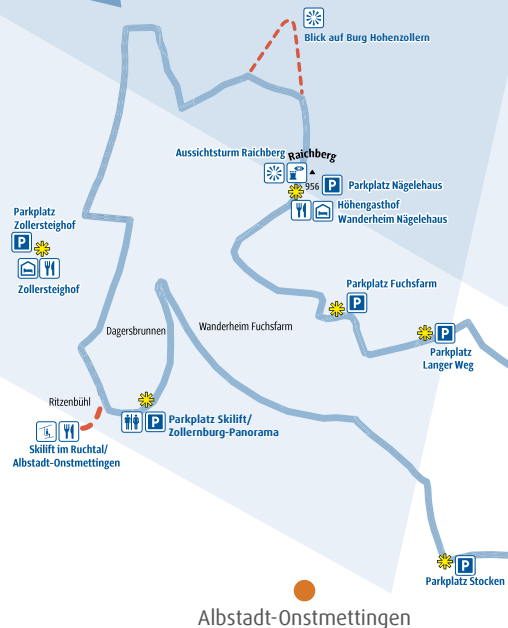 Blick auf Burg Hohenzollern
Aussichtsturm Raichberg
Raichberg
956
P
Parkplatz Nägelehaus
Höhengasthof
Wanderheim Nägelehaus
Parkplatz
Zollersteighof
P
Zollersteighof
Parkplatz Fuchsfarm
P
Dagersbrunnen
Wanderheim Fuchsfarm
P
Parkplatz
Langer Weg
Ritzenbühl
P
Parkplatz Skilift/
Zollernburg-Panorama
Skilift im Ruchtal/
Albstadt-Onstmettingen
P
Parkplatz Stocken
Albstadt-Onstmettingen